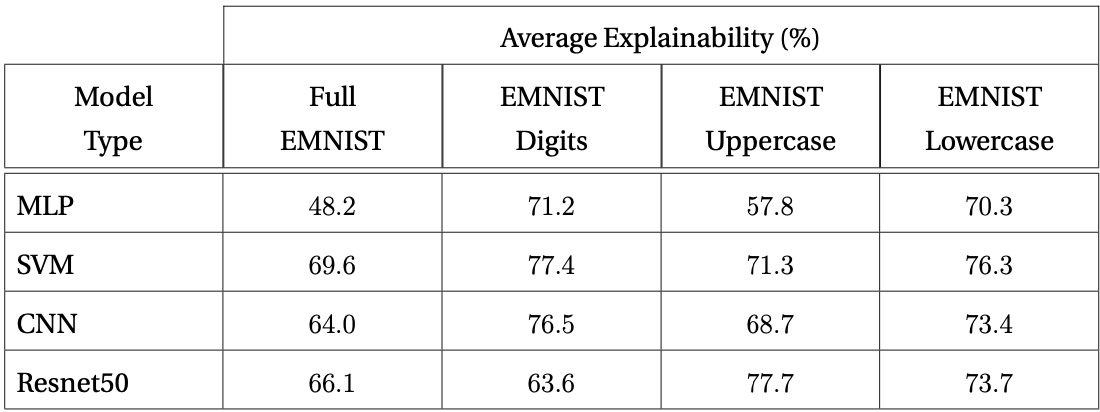 Average Explainability (%)
Model Type Full EMNIST EMNIST Digits EMNIST Uppercase EMNIST Lowercase
MLP 48.2 71.2 57.8 70.3
SVM 69.6 77.4 71.3 76.3
CNN 64.0 76.5 68.7 73.4
Resnet50 66.1 63.6 77.7 73.7